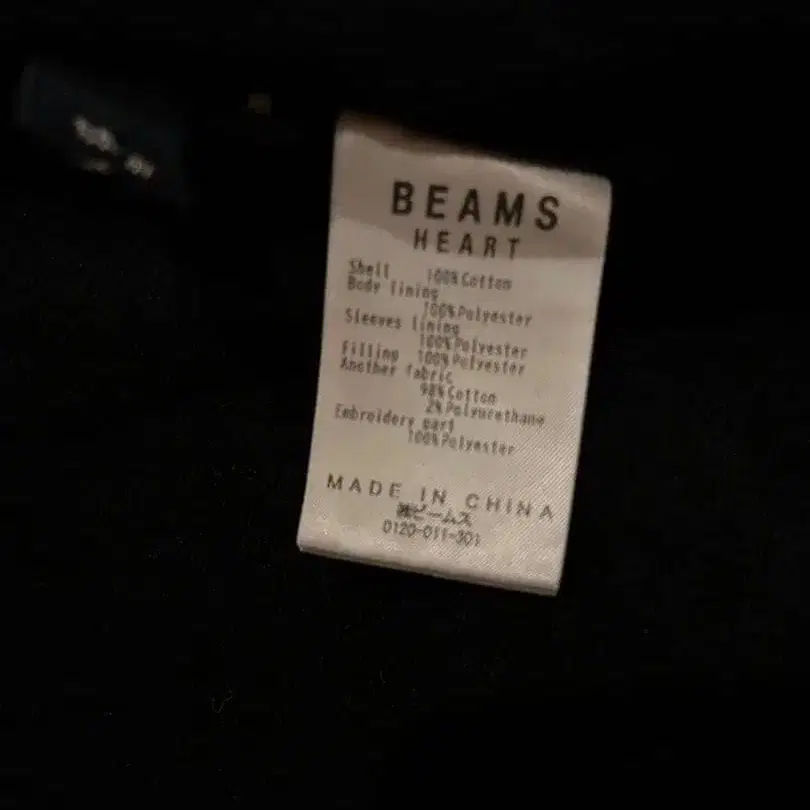 BEAMS
HEART
Shell 100%Cotton
Body lining
100%Polyester
Sleeves lining
100%Polyester
Filling 100%Polyester
Another fabric
98%Cotton
2%Polyurethane
Embroidery part
100%Polyester
MADE IN CHINA
㈱ビームス
0120-011-301